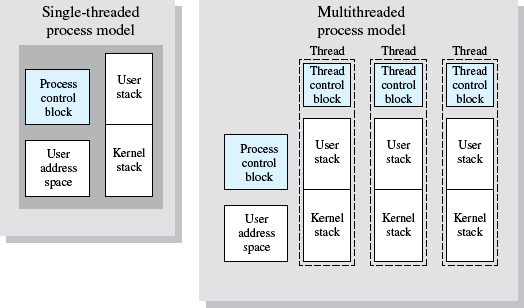 Single-threaded
process model
Process
control
block
User
stack
User
address
space
Kernel
stack
Multithreaded
process model
Thread
Thread
Thread
Thread
control
block
Thread
control
block
Thread
control
block
Process
control
block
User
stack
User
stack
User
stack
User
address
space
Kernel
stack
Kernel
stack
Kernel
stack